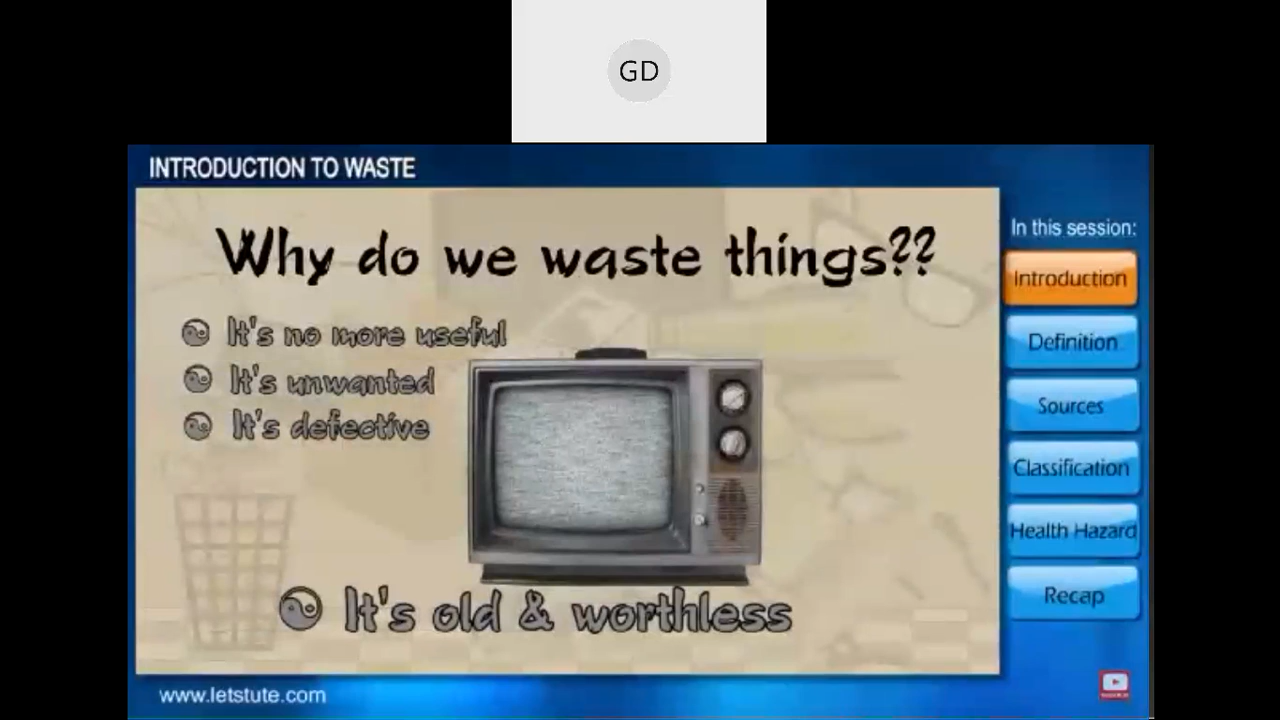 GD
INTRODUCTION TO WASTE
Why do we waste things??
It's no more useful
It's unwanted
It's defective
It's old & worthless
In this session:
Introduction
Definition
Sources
Classification
Health Hazard
Recap
www.letstute.com